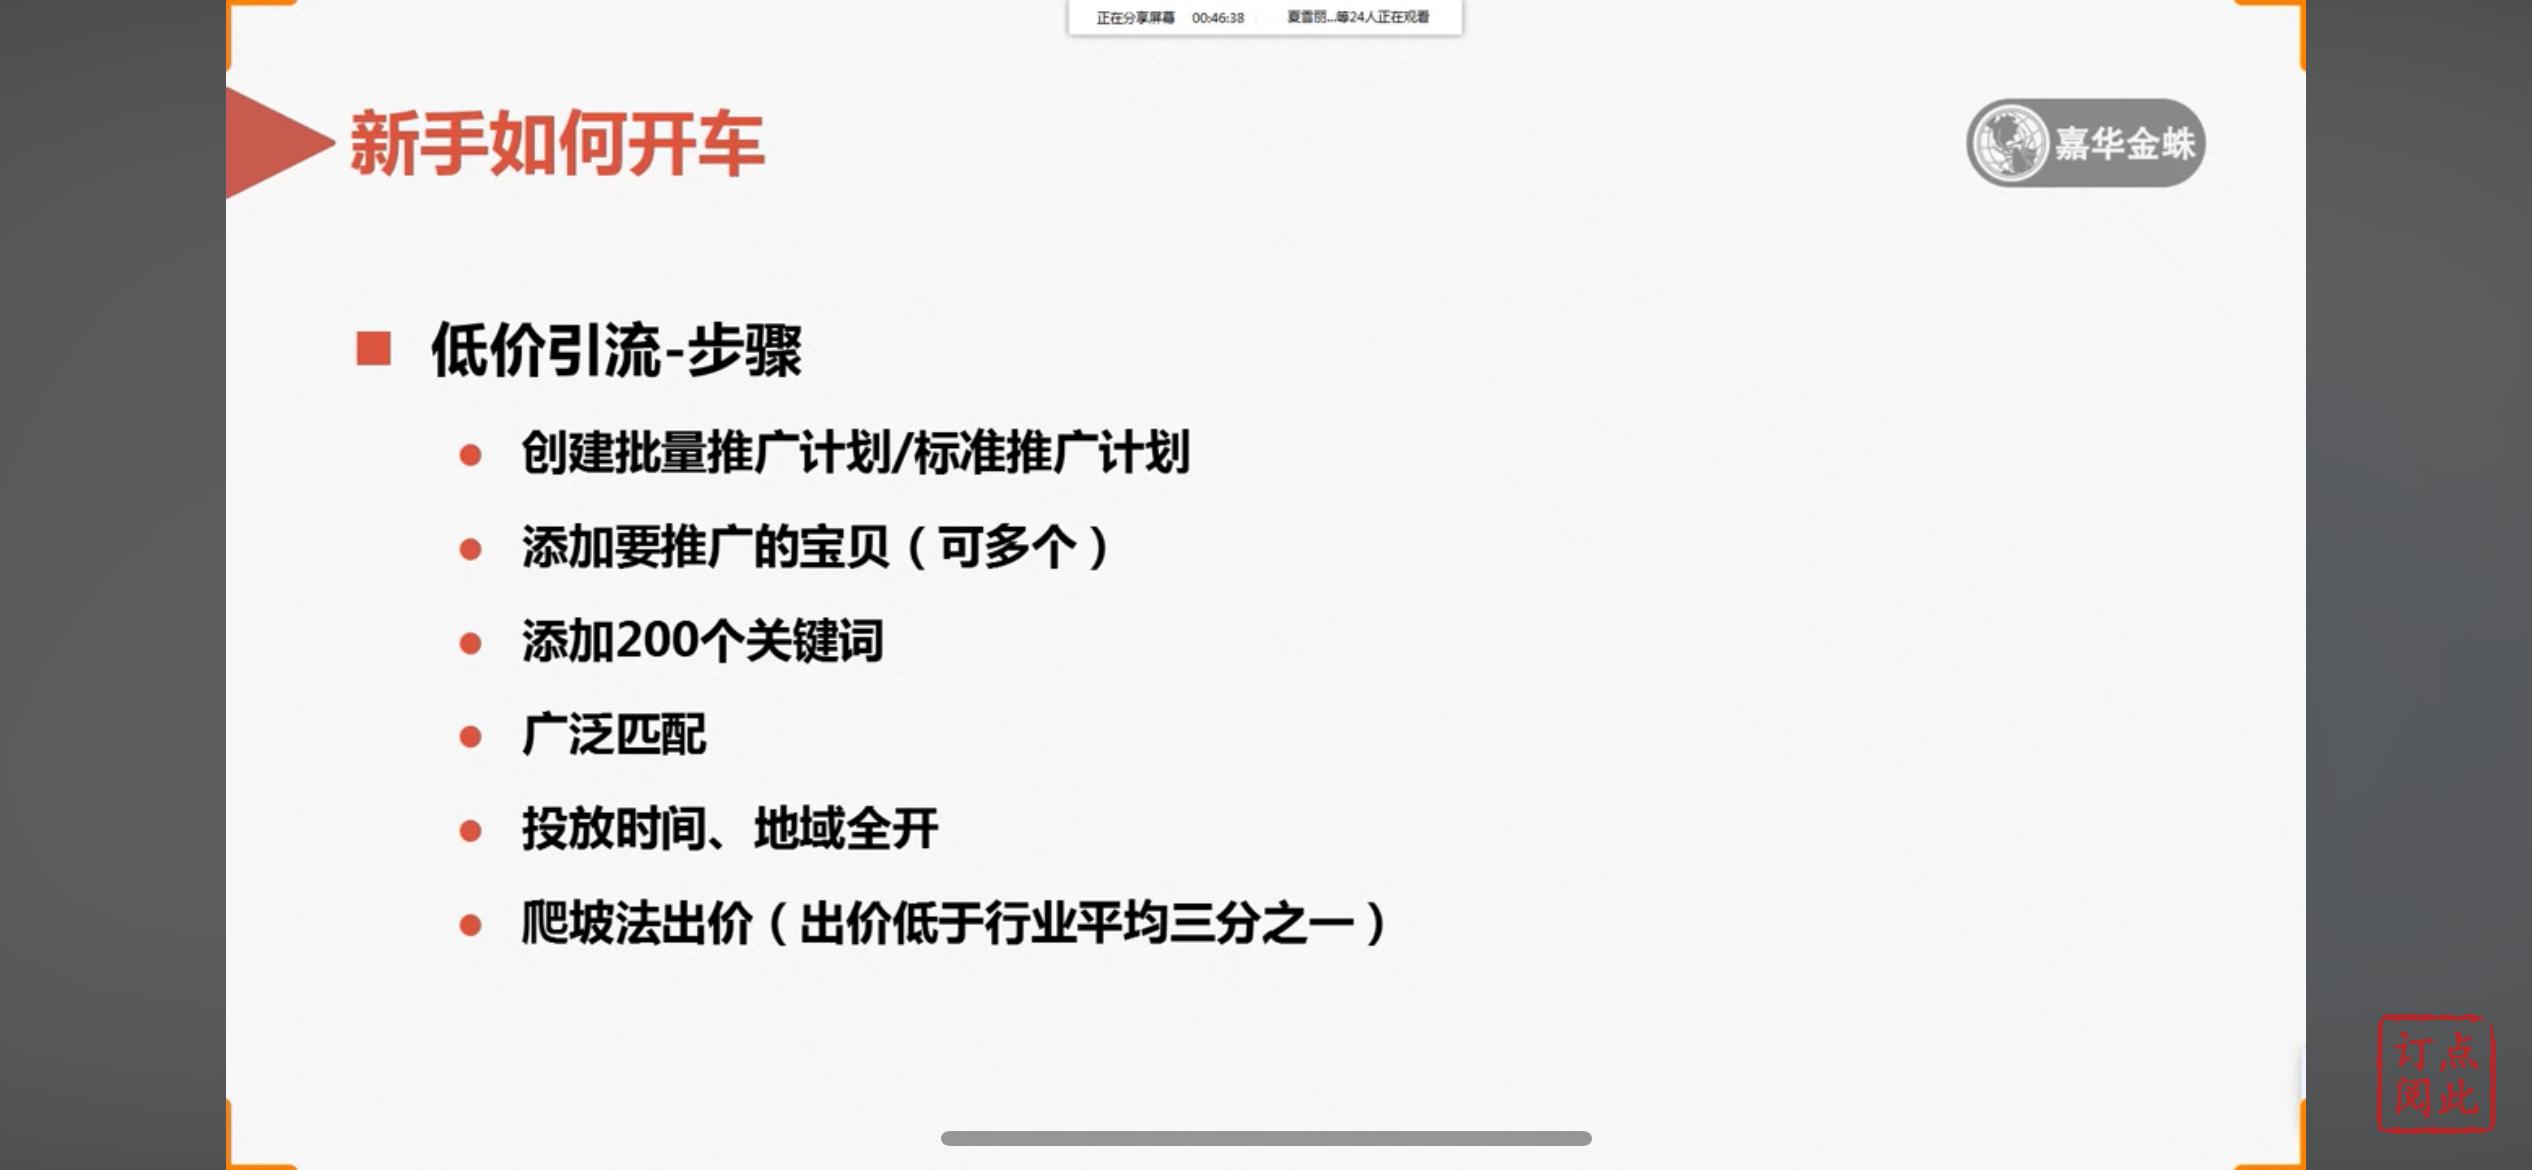 正在分享屏幕 00:46:38 夏雪丽...等24人正在观看
新手如何开车
嘉华金蛛
■ 低价引流-步骤
● 创建批量推广计划/标准推广计划
● 添加要推广的宝贝（可多个）
● 添加200个关键词
● 广泛匹配
● 投放时间、地域全开
● 爬坡法出价（出价低于行业平均三分之一）
点此
订阅